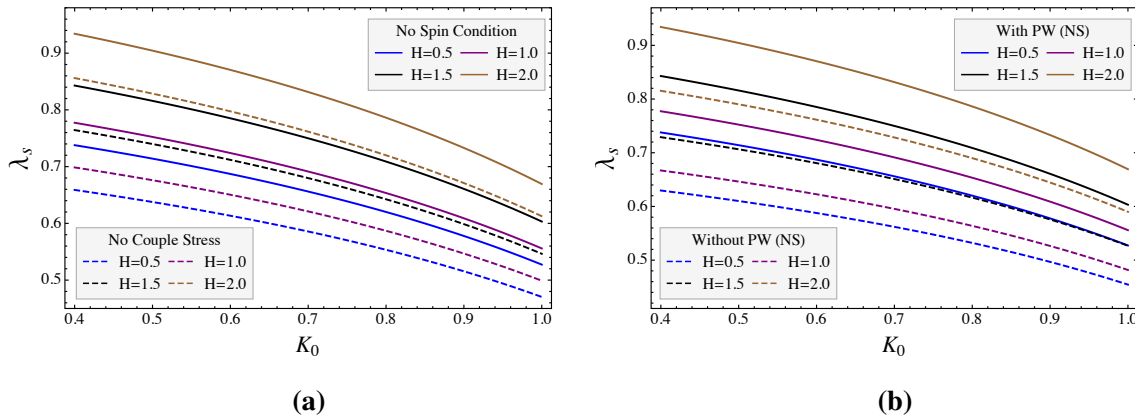 No Spin Condition
H=0.5 H=1.0
H=1.5 H=2.0
0.9
0.8
0.7
0.6
0.5
λs
No Couple Stress
H=0.5 H=1.0
H=1.5 H=2.0
0.4 0.5 0.6 0.7 0.8 0.9 1.0
K0
(a)
With PW (NS)
H=0.5 H=1.0
H=1.5 H=2.0
0.9
0.8
0.7
0.6
0.5
λs
Without PW (NS)
H=0.5 H=1.0
H=1.5 H=2.0
0.4 0.5 0.6 0.7 0.8 0.9 1.0
K0
(b)